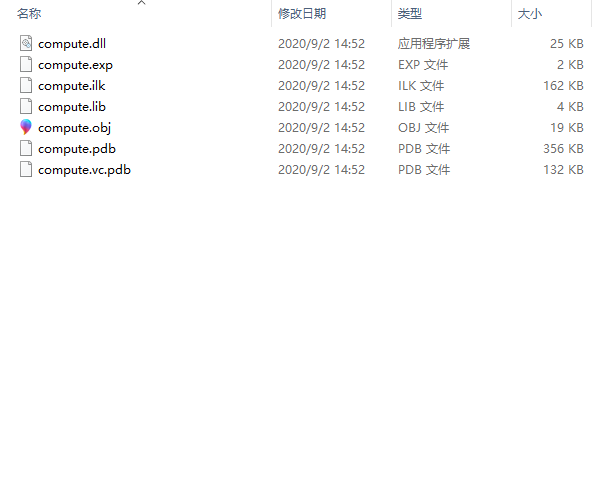 名称 修改日期 类型 大小
compute.dll 2020/9/2 14:52 应用程序扩展 25 KB
compute.exp 2020/9/2 14:52 EXP 文件 2 KB
compute.ilk 2020/9/2 14:52 ILK 文件 162 KB
compute.lib 2020/9/2 14:52 LIB 文件 4 KB
compute.obj 2020/9/2 14:52 OBJ 文件 19 KB
compute.pdb 2020/9/2 14:52 PDB 文件 356 KB
compute.vc.pdb 2020/9/2 14:52 PDB 文件 132 KB